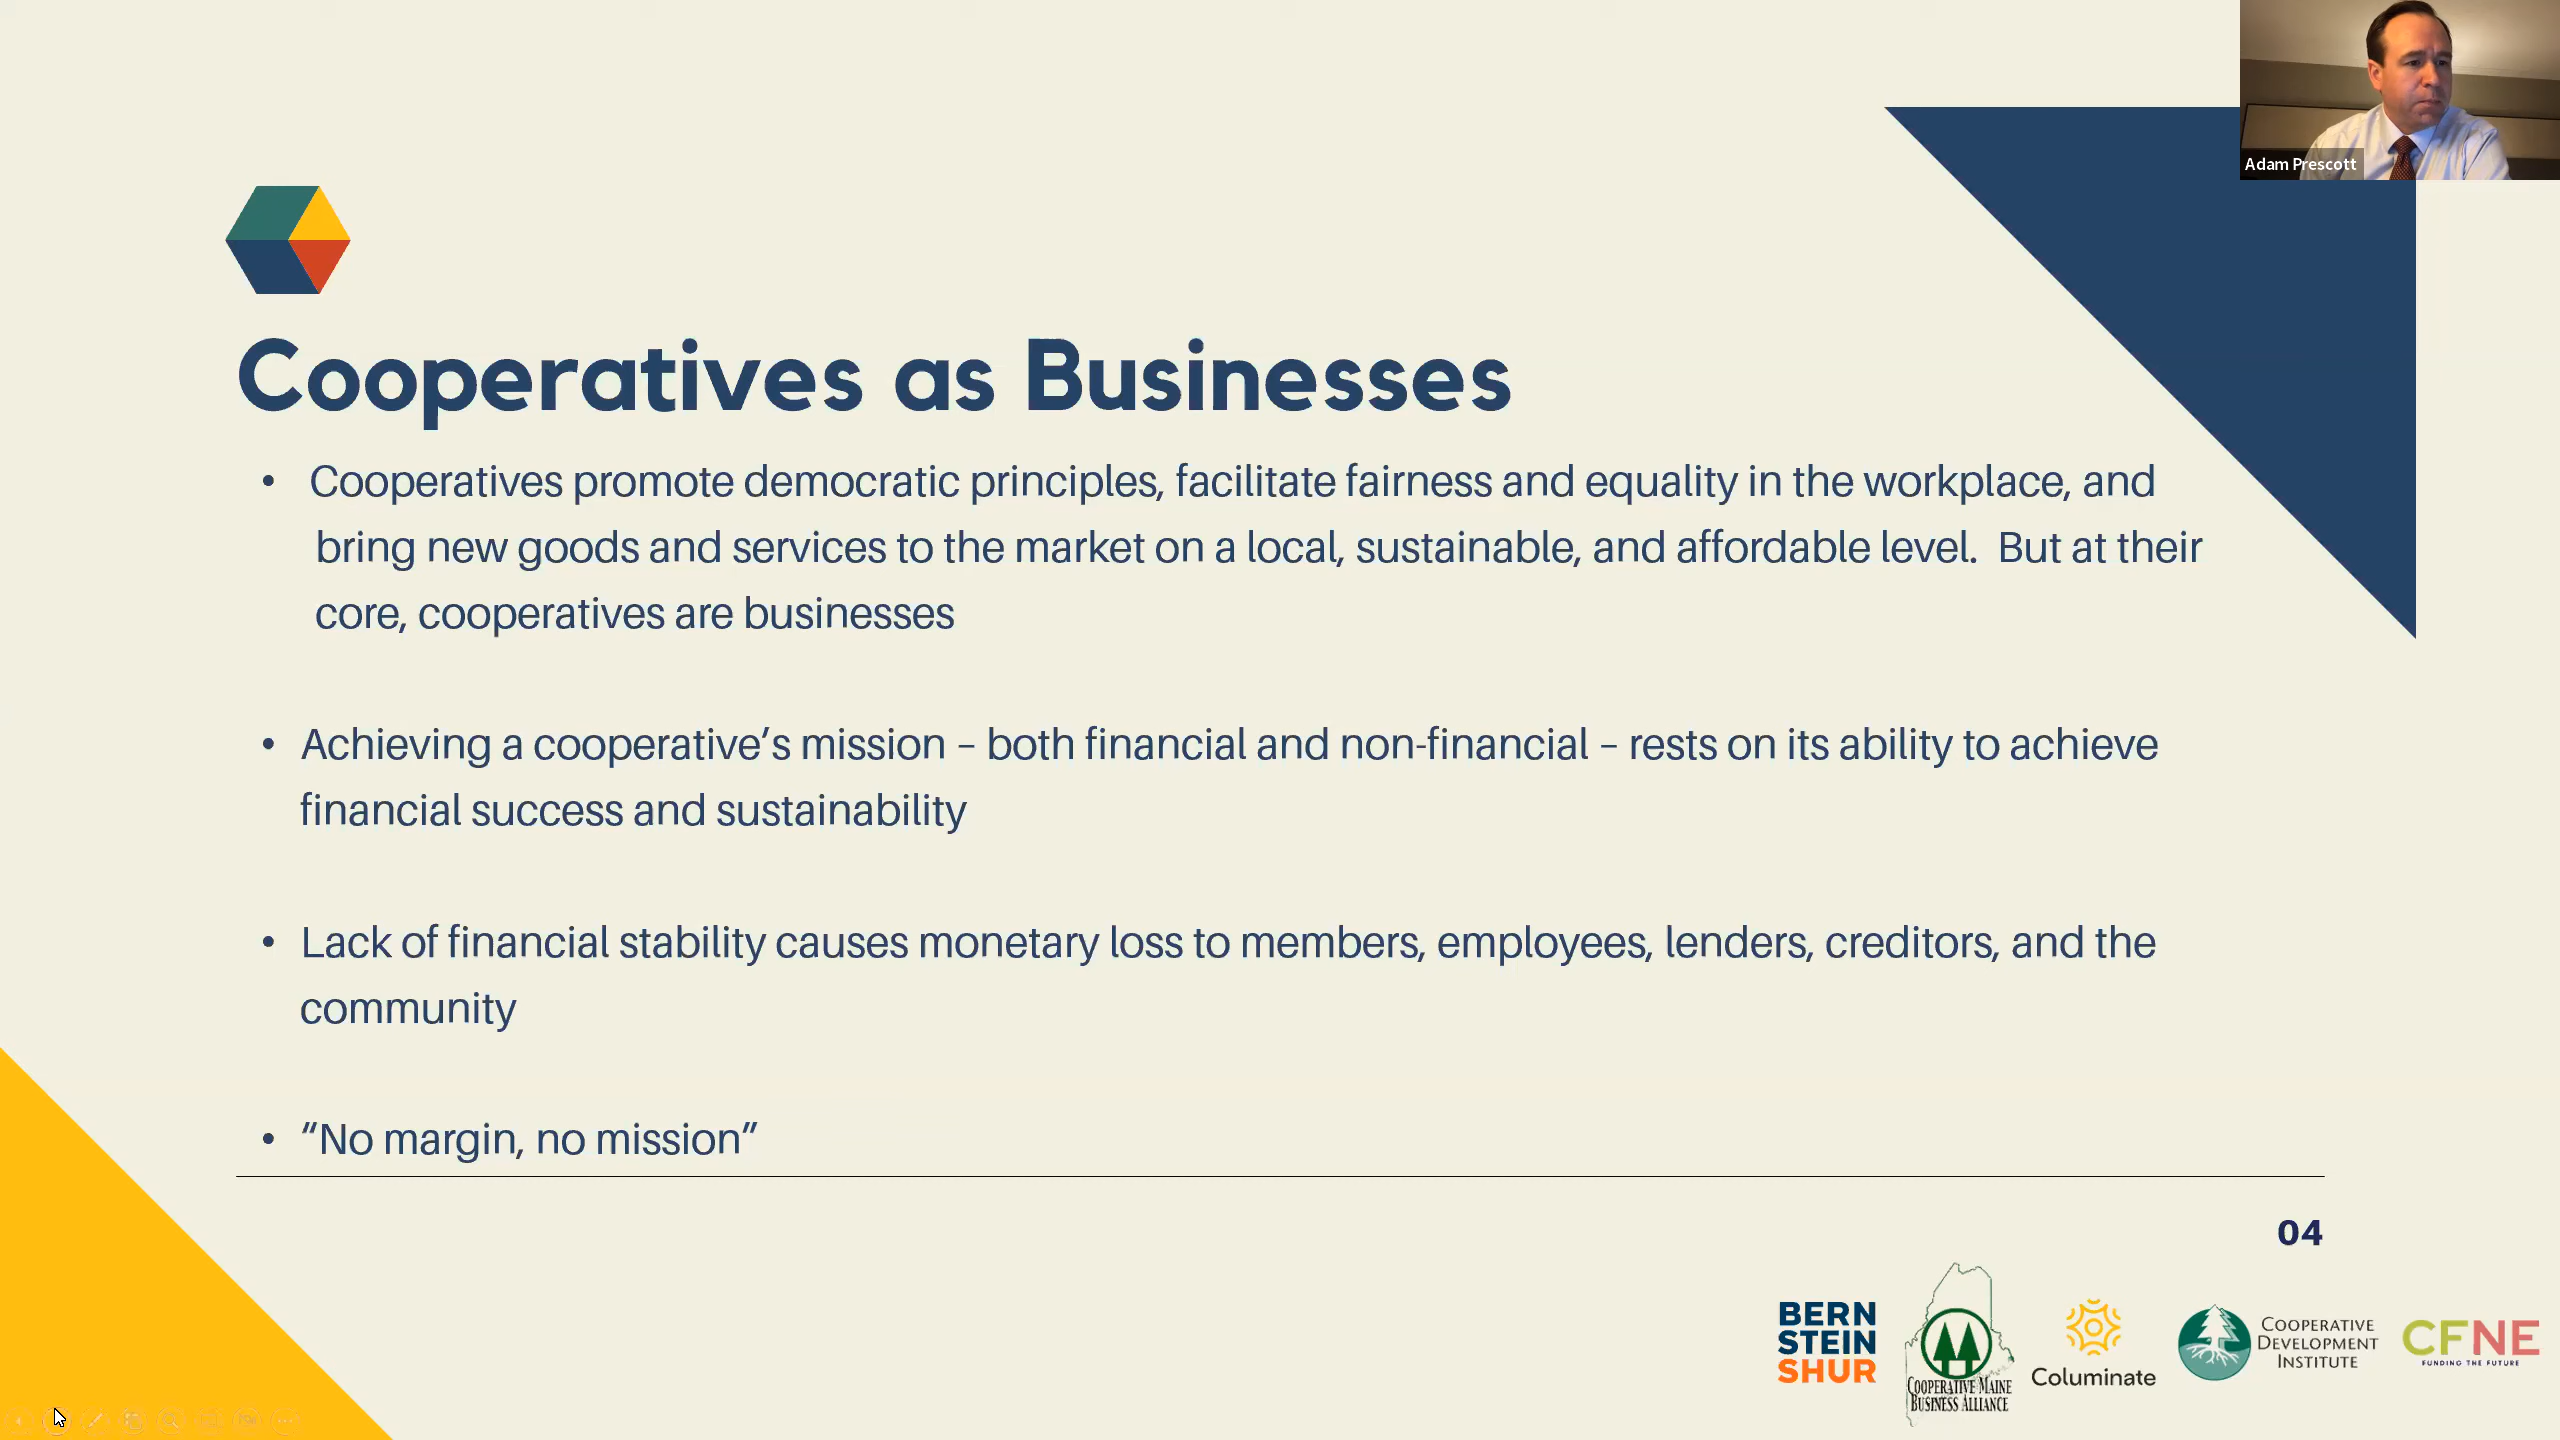 Adam Prescott
Cooperatives as Businesses
• Cooperatives promote democratic principles, facilitate fairness and equality in the workplace, and
bring new goods and services to the market on a local, sustainable, and affordable level.  But at their
core, cooperatives are businesses
• Achieving a cooperative’s mission – both financial and non-financial – rests on its ability to achieve
financial success and sustainability
• Lack of financial stability causes monetary loss to members, employees, lenders, creditors, and the
community
• “No margin, no mission”
04
BERN
STEIN
SHUR
COOPERATIVE MAINE
BUSINESS ALLIANCE
Columinate
COOPERATIVE
DEVELOPMENT
INSTITUTE
CFNE
FUNDING THE FUTURE